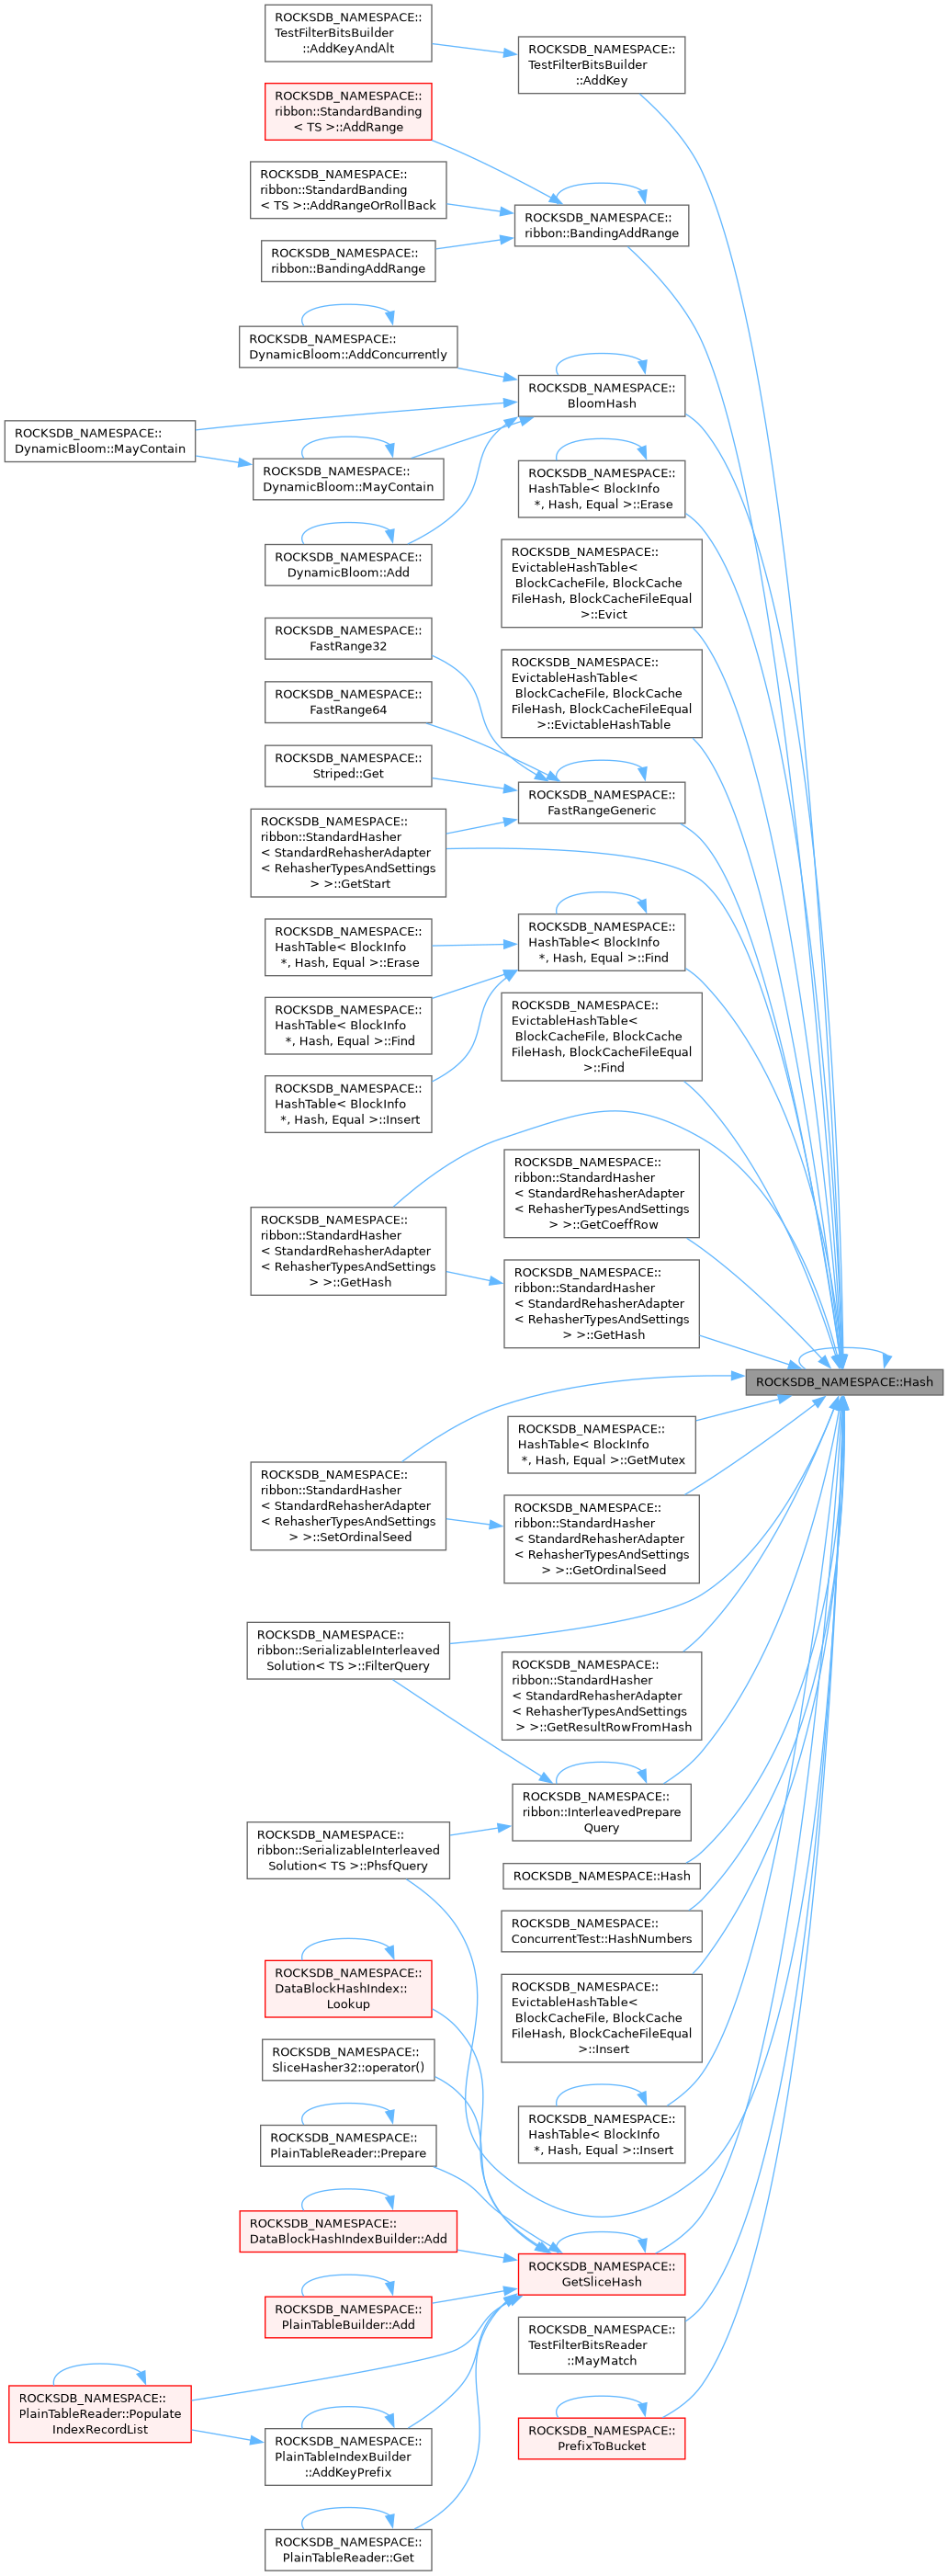 ROCKSDB_NAMESPACE::
TestFilterBitsBuilder
::AddKeyAndAlt
ROCKSDB_NAMESPACE::
TestFilterBitsBuilder
::AddKey
ROCKSDB_NAMESPACE::
ribbon::StandardBanding
< TS >::AddRange
ROCKSDB_NAMESPACE::
ribbon::StandardBanding
< TS >::AddRangeOrRollBack
ROCKSDB_NAMESPACE::
ribbon::BandingAddRange
ROCKSDB_NAMESPACE::
ribbon::BandingAddRange
ROCKSDB_NAMESPACE::
DynamicBloom::AddConcurrently
ROCKSDB_NAMESPACE::
BloomHash
ROCKSDB_NAMESPACE::
DynamicBloom::MayContain
ROCKSDB_NAMESPACE::
DynamicBloom::MayContain
ROCKSDB_NAMESPACE::
HashTable< BlockInfo
*, Hash, Equal >::Erase
ROCKSDB_NAMESPACE::
DynamicBloom::Add
ROCKSDB_NAMESPACE::
EvictableHashTable<
BlockCacheFile, BlockCache
FileHash, BlockCacheFileEqual
>::Evict
ROCKSDB_NAMESPACE::
FastRange32
ROCKSDB_NAMESPACE::
EvictableHashTable<
BlockCacheFile, BlockCache
FileHash, BlockCacheFileEqual
>::EvictableHashTable
ROCKSDB_NAMESPACE::
FastRange64
ROCKSDB_NAMESPACE::
Striped::Get
ROCKSDB_NAMESPACE::
FastRangeGeneric
ROCKSDB_NAMESPACE::
ribbon::StandardHasher
< StandardRehasherAdapter
< RehasherTypesAndSettings
> >::GetStart
ROCKSDB_NAMESPACE::
HashTable< BlockInfo
*, Hash, Equal >::Find
ROCKSDB_NAMESPACE::
HashTable< BlockInfo
*, Hash, Equal >::Erase
ROCKSDB_NAMESPACE::
HashTable< BlockInfo
*, Hash, Equal >::Find
ROCKSDB_NAMESPACE::
EvictableHashTable<
BlockCacheFile, BlockCache
FileHash, BlockCacheFileEqual
>::Find
ROCKSDB_NAMESPACE::
HashTable< BlockInfo
*, Hash, Equal >::Insert
ROCKSDB_NAMESPACE::
ribbon::StandardHasher
< StandardRehasherAdapter
< RehasherTypesAndSettings
> >::GetCoeffRow
ROCKSDB_NAMESPACE::
ribbon::StandardHasher
< StandardRehasherAdapter
< RehasherTypesAndSettings
> >::GetHash
ROCKSDB_NAMESPACE::
ribbon::StandardHasher
< StandardRehasherAdapter
< RehasherTypesAndSettings
> >::GetHash
ROCKSDB_NAMESPACE::Hash
ROCKSDB_NAMESPACE::
HashTable< BlockInfo
*, Hash, Equal >::GetMutex
ROCKSDB_NAMESPACE::
ribbon::StandardHasher
< StandardRehasherAdapter
< RehasherTypesAndSettings
> >::SetOrdinalSeed
ROCKSDB_NAMESPACE::
ribbon::StandardHasher
< StandardRehasherAdapter
< RehasherTypesAndSettings
> >::GetOrdinalSeed
ROCKSDB_NAMESPACE::
ribbon::SerializableInterleaved
Solution< TS >::FilterQuery
ROCKSDB_NAMESPACE::
ribbon::StandardHasher
< StandardRehasherAdapter
< RehasherTypesAndSettings
> >::GetResultRowFromHash
ROCKSDB_NAMESPACE::
ribbon::InterleavedPrepare
Query
ROCKSDB_NAMESPACE::
ribbon::SerializableInterleaved
Solution< TS >::PhsfQuery
ROCKSDB_NAMESPACE::Hash
ROCKSDB_NAMESPACE::
ConcurrentTest::HashNumbers
ROCKSDB_NAMESPACE::
DataBlockHashIndex::
Lookup
ROCKSDB_NAMESPACE::
EvictableHashTable<
BlockCacheFile, BlockCache
FileHash, BlockCacheFileEqual
>::Insert
ROCKSDB_NAMESPACE::
SliceHasher32::operator()
ROCKSDB_NAMESPACE::
HashTable< BlockInfo
*, Hash, Equal >::Insert
ROCKSDB_NAMESPACE::
PlainTableReader::Prepare
ROCKSDB_NAMESPACE::
DataBlockHashIndexBuilder::Add
ROCKSDB_NAMESPACE::
GetSliceHash
ROCKSDB_NAMESPACE::
PlainTableBuilder::Add
ROCKSDB_NAMESPACE::
TestFilterBitsReader
::MayMatch
ROCKSDB_NAMESPACE::
PlainTableReader::Populate
IndexRecordList
ROCKSDB_NAMESPACE::
PlainTableIndexBuilder
::AddKeyPrefix
ROCKSDB_NAMESPACE::
PrefixToBucket
ROCKSDB_NAMESPACE::
PlainTableReader::Get